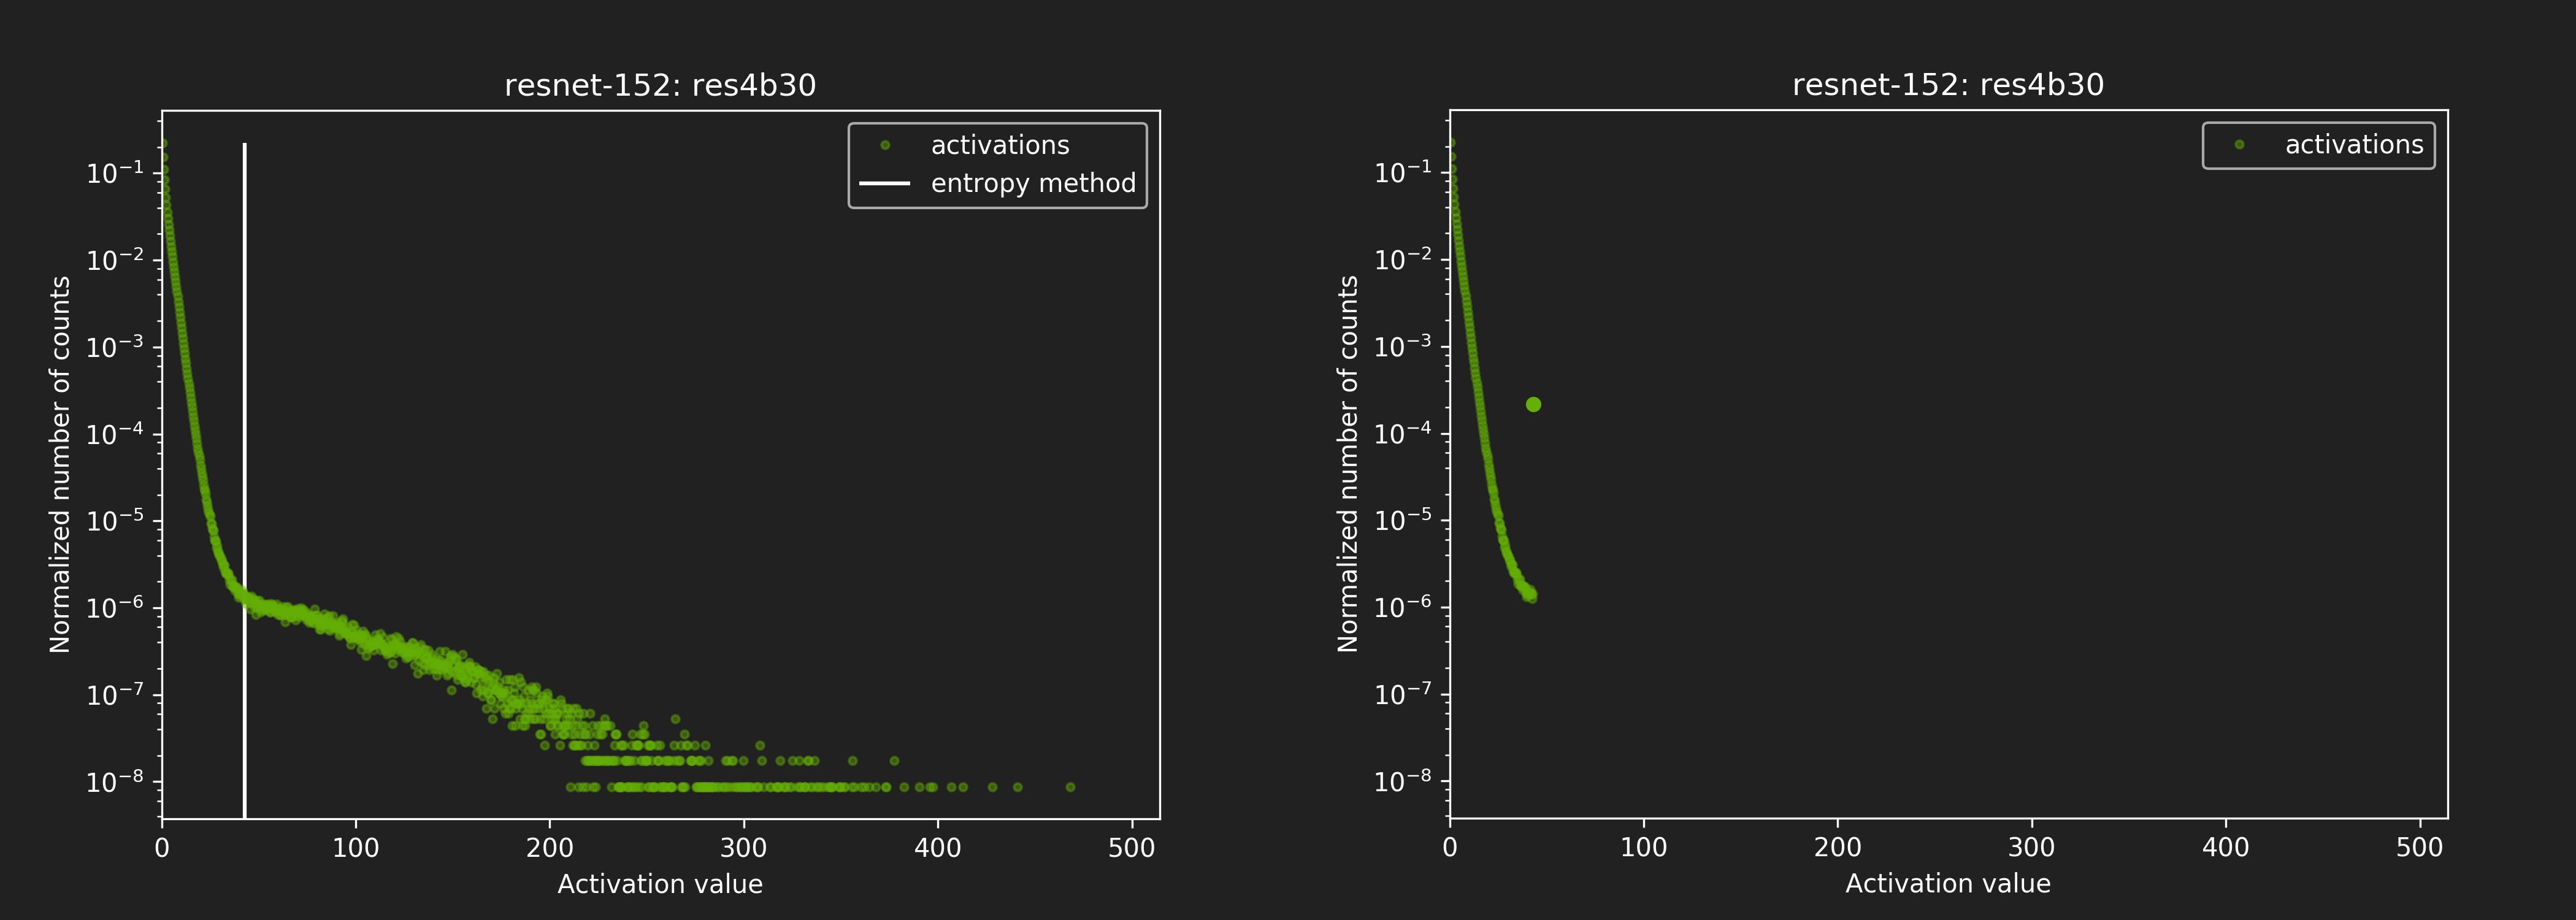 resnet-152: res4b30
activations
entropy method
Normalized number of counts
10⁻¹
10⁻²
10⁻³
10⁻⁴
10⁻⁵
10⁻⁶
10⁻⁷
10⁻⁸
0 100 200 300 400 500
Activation value
resnet-152: res4b30
activations
Normalized number of counts
10⁻¹
10⁻²
10⁻³
10⁻⁴
10⁻⁵
10⁻⁶
10⁻⁷
10⁻⁸
0 100 200 300 400 500
Activation value